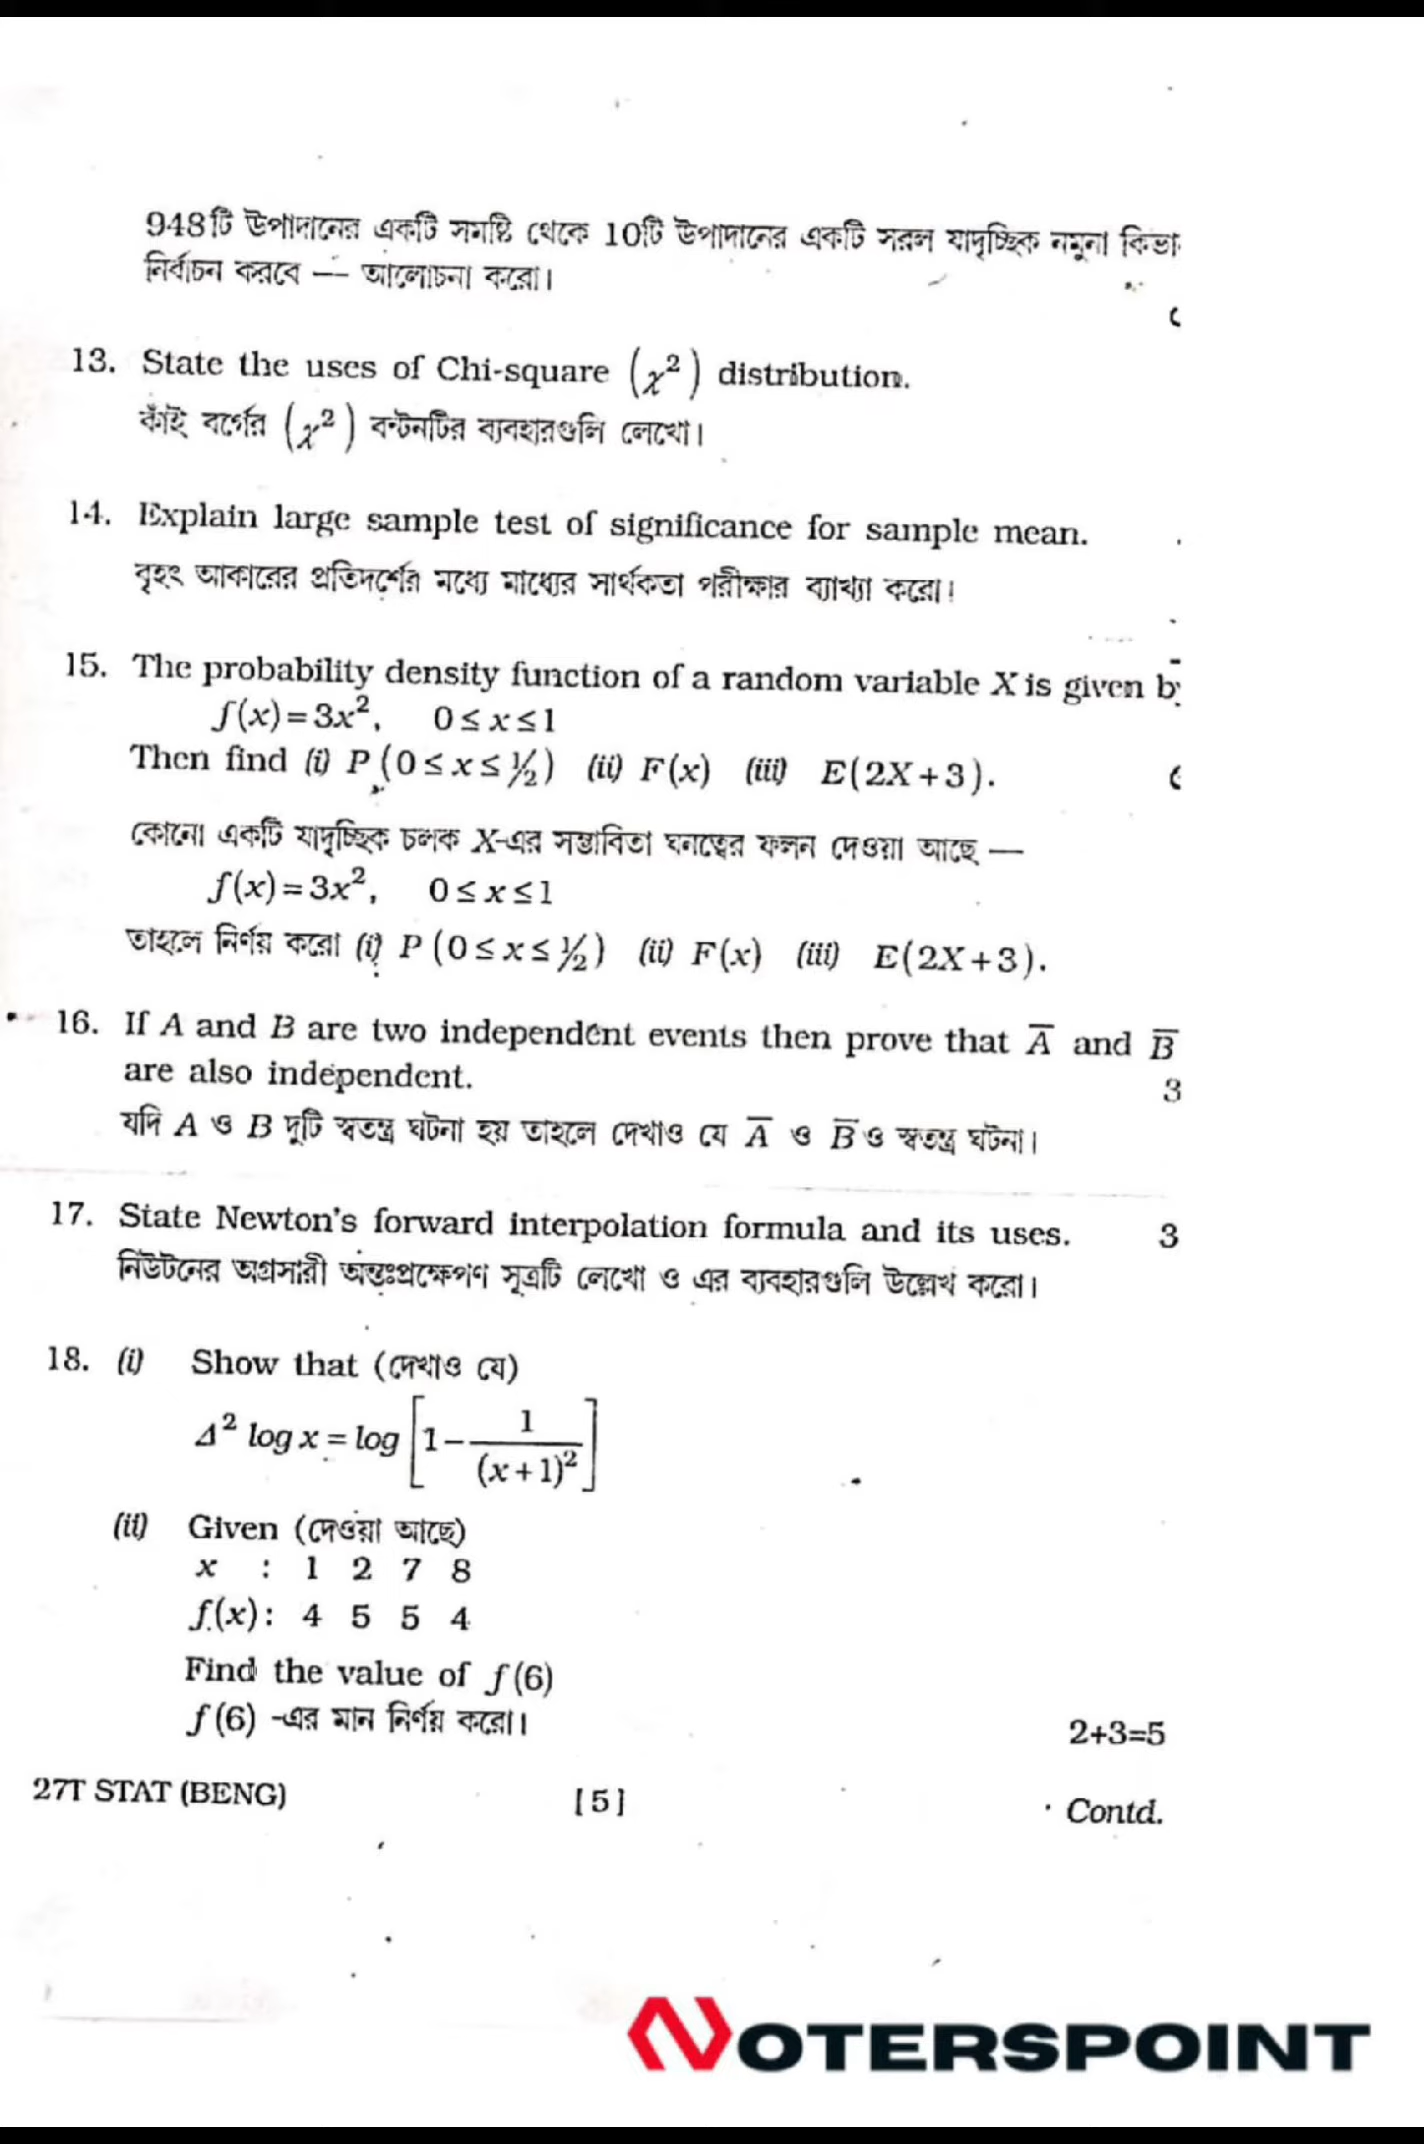 948টি উপাদানের একটি সমষ্টি থেকে 10টি উপাদানের একটি সরল যাদৃচ্ছিক নমুনা কিভা
নির্বাচন করবে — আলোচনা করো।
13. State the uses of Chi-square (χ²) distribution.
কাঁই বর্গের (χ²) বন্টনটির ব্যবহারগুলি লেখো।
14. Explain large sample test of significance for sample mean.
বৃহৎ আকারের প্রতিদর্শের মধ্যে মাধ্যের সার্থকতা পরীক্ষার ব্যাখ্যা করো।
15. The probability density function of a random variable X is given by
f(x)=3x², 0≤x≤1
Then find (i) P(0≤x≤½) (ii) F(x) (iii) E(2X+3).
কোনো একটি যাদৃচ্ছিক চলক X-এর সম্ভাবিতা ঘনত্বের ফলন দেওয়া আছে —
f(x)=3x², 0≤x≤1
তাহলে নির্ণয় করো (i) P(0≤x≤½) (ii) F(x) (iii) E(2X+3).
16. If A and B are two independent events then prove that A̅ and B̅
are also independent. 3
যদি A ও B দুটি স্বতন্ত্র ঘটনা হয় তাহলে দেখাও যে A̅ ও B̅ ও স্বতন্ত্র ঘটনা।
17. State Newton's forward interpolation formula and its uses. 3
নিউটনের অগ্রসারী অন্তঃপ্রক্ষেপণ সূত্রটি লেখো ও এর ব্যবহারগুলি উল্লেখ করো।
18. (i) Show that (দেখাও যে)
Δ² log x = log [1 − 1/(x+1)²]
(ii) Given (দেওয়া আছে)
x : 1 2 7 8
f(x): 4 5 5 4
Find the value of f(6)
f(6) -এর মান নির্ণয় করো। 2+3=5
27T STAT (BENG) [5] Contd.
NOTERSPOINT